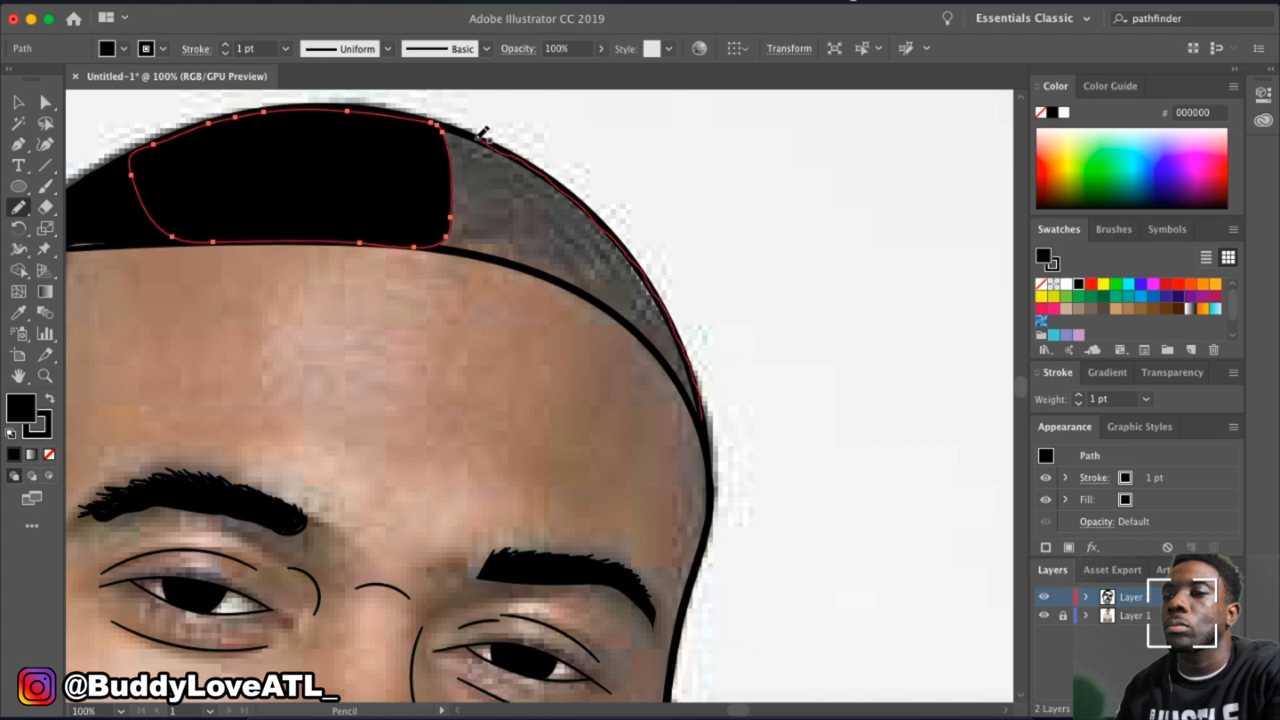 Adobe Illustrator CC 2019
Essentials Classic
pathfinder
Path
Stroke:
1 pt
Uniform
Basic
Opacity:
100%
Style:
Transform
× Untitled-1* @ 100% (RGB/GPU Preview)
Color
Color Guide
# 000000
Swatches
Brushes
Symbols
Stroke
Gradient
Transparency
Weight:
1 pt
Appearance
Graphic Styles
Path
Stroke:
1 pt
Fill:
Opacity: Default
fx
Layers
Asset Export
Layer
Layer 1
2 Layers
@BuddyLoveATL_
100%
1
Pencil